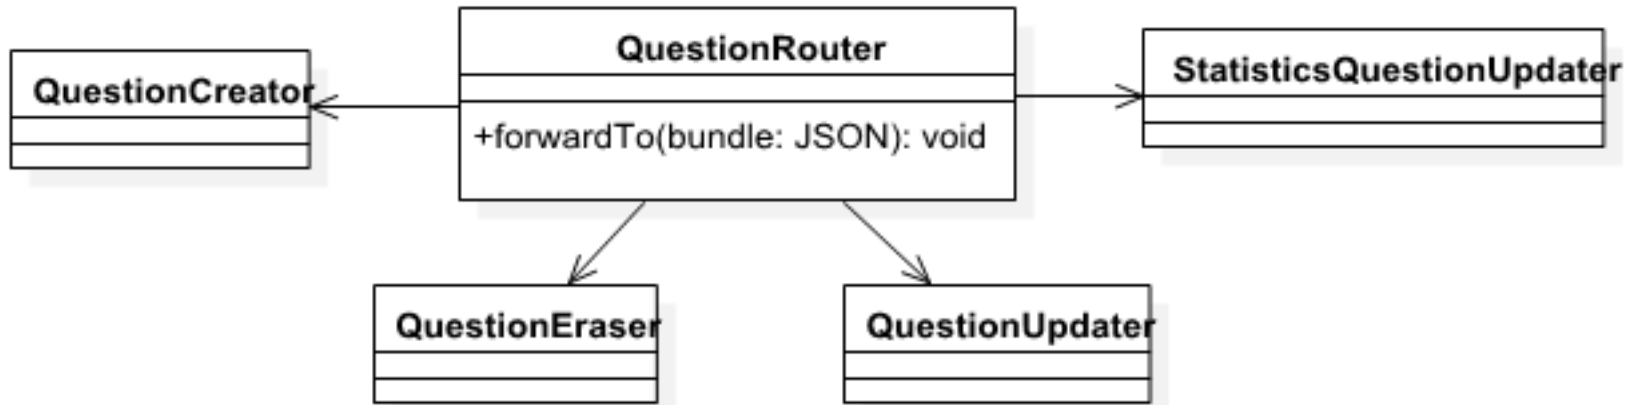 QuestionRouter
QuestionCreator
StatisticsQuestionUpdater
+forwardTo(bundle: JSON): void
QuestionEraser
QuestionUpdater